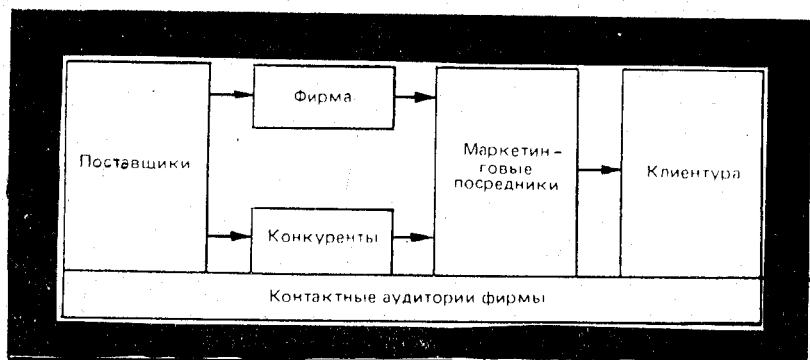 Фирма
Поставщики
Маркетин-
говые
посредники
Клиентура
Конкуренты
Контактные аудитории фирмы